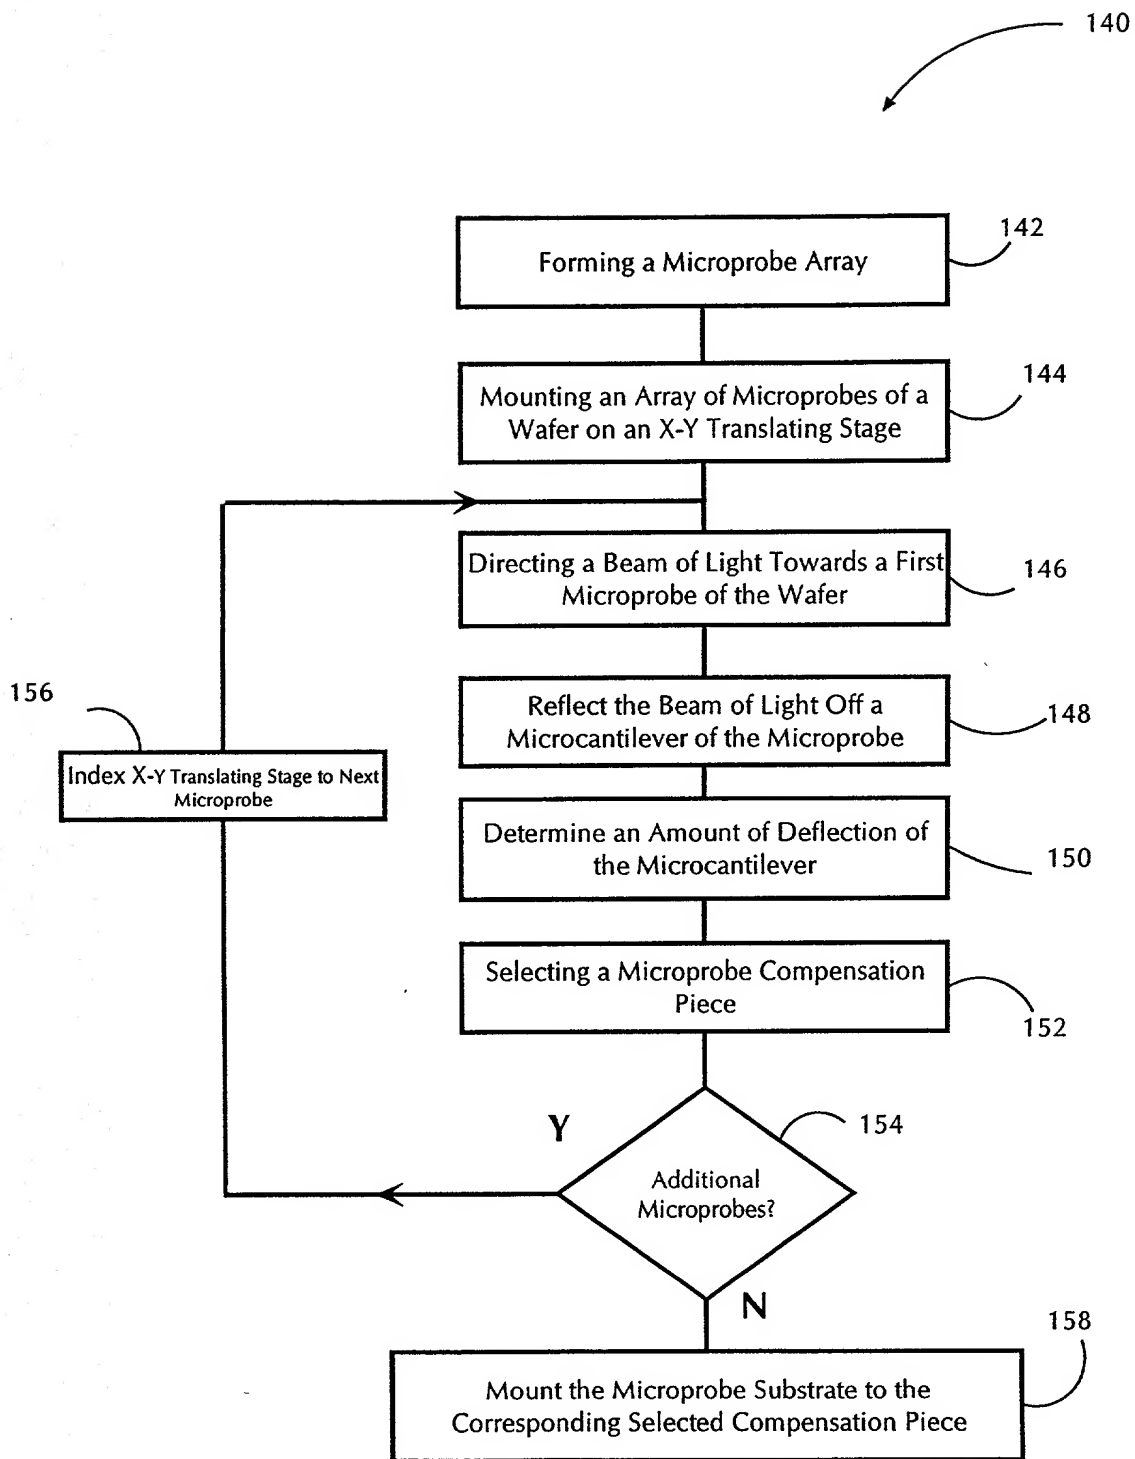 140
142
Forming a Microprobe Array
144
Mounting an Array of Microprobes of a
Wafer on an X-Y Translating Stage
Directing a Beam of Light Towards a First
Microprobe of the Wafer
146
156
Reflect the Beam of Light Off a
Microcantilever of the Microprobe
148
Index X-Y Translating Stage to Next
Microprobe
Determine an Amount of Deflection of
the Microcantilever
150
Selecting a Microprobe Compensation
Piece
152
Y
154
Additional
Microprobes?
N
158
Mount the Microprobe Substrate to the
Corresponding Selected Compensation Piece